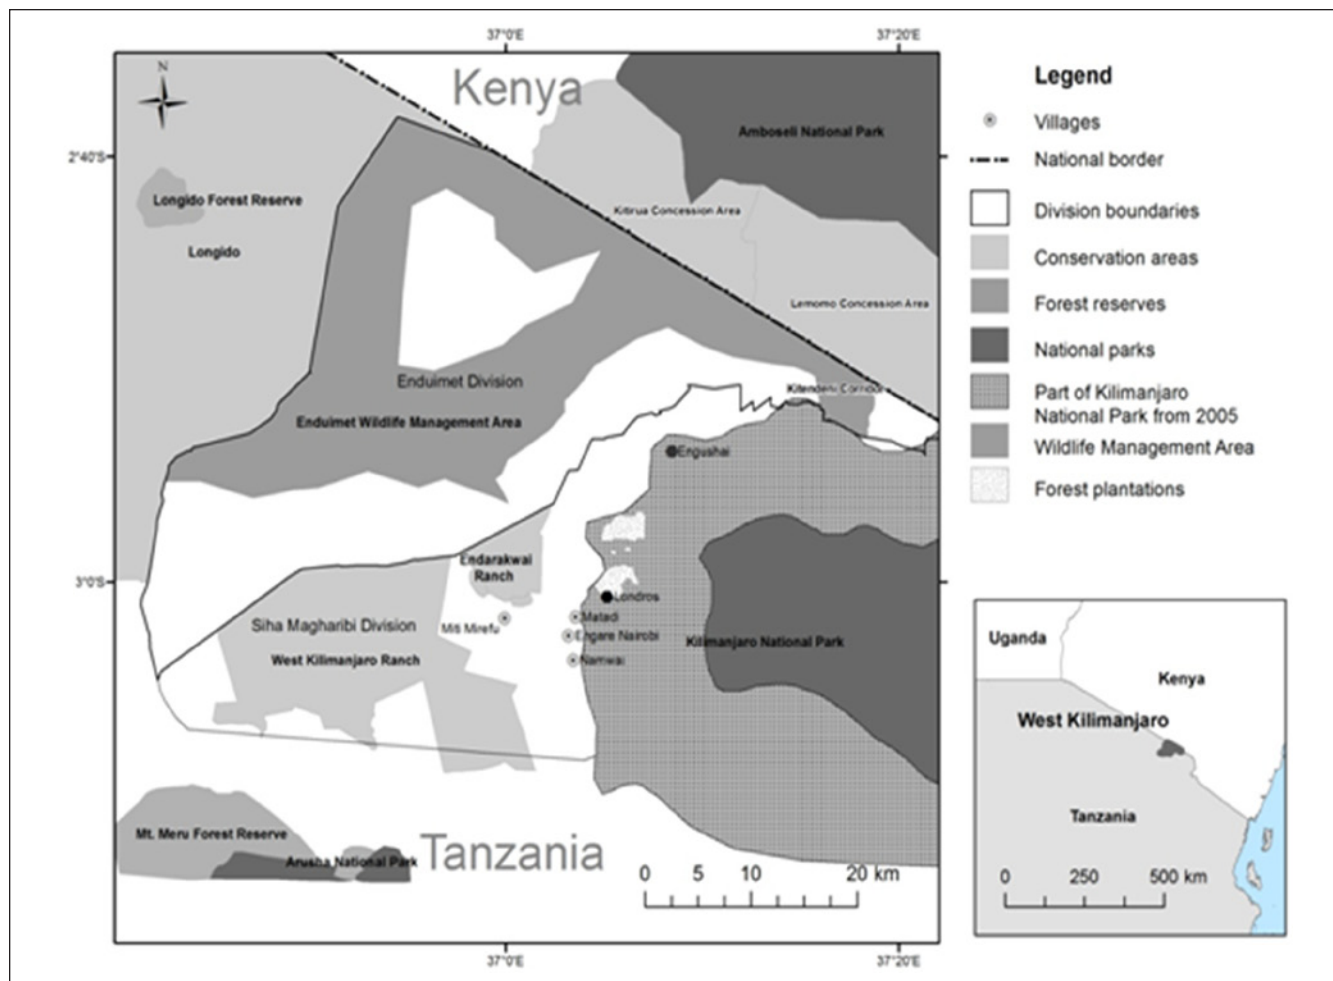 37°0'E
37°20'E
N
Kenya
Amboseli National Park
2°40'S
Longido Forest Reserve
Kitirua Concession Area
Longido
Lemomo Concession Area
Enduimet Division
Kitendeni Corridor
Enduimet Wildlife Management Area
Engushai
Endarakwai
Ranch
3°0'S
Londros
Matadi
Siha Magharibi Division
Miti Mirefu
Engare Nairobi
Kilimanjaro National Park
West Kilimanjaro Ranch
Namwai
Mt. Meru Forest Reserve
Arusha National Park
Tanzania
0 5 10 20 km
37°0'E
37°20'E
Legend
Villages
National border
Division boundaries
Conservation areas
Forest reserves
National parks
Part of Kilimanjaro
National Park from 2005
Wildlife Management Area
Forest plantations
Uganda
Kenya
West Kilimanjaro
Tanzania
0 250 500 km